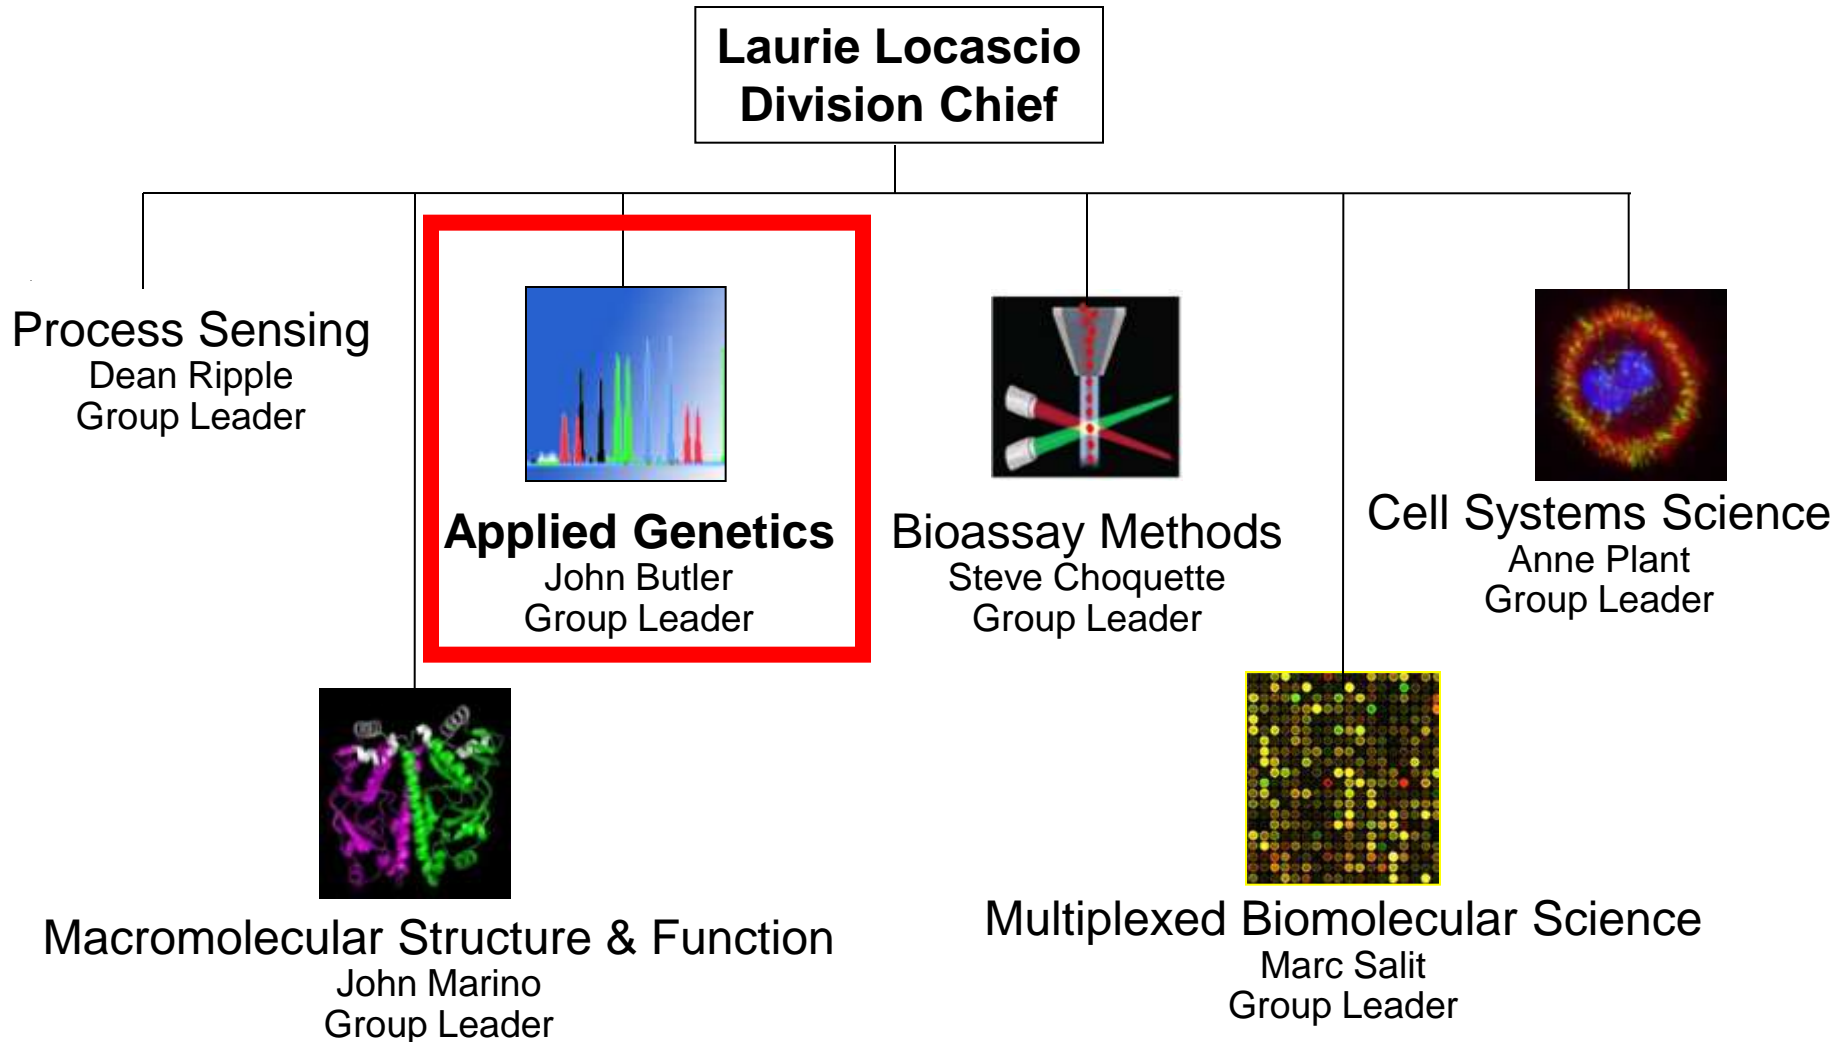 Laurie Locascio
Division Chief
Process Sensing
Dean Ripple
Group Leader
Applied Genetics
John Butler
Group Leader
Bioassay Methods
Steve Choquette
Group Leader
Cell Systems Science
Anne Plant
Group Leader
Macromolecular Structure & Function
John Marino
Group Leader
Multiplexed Biomolecular Science
Marc Salit
Group Leader